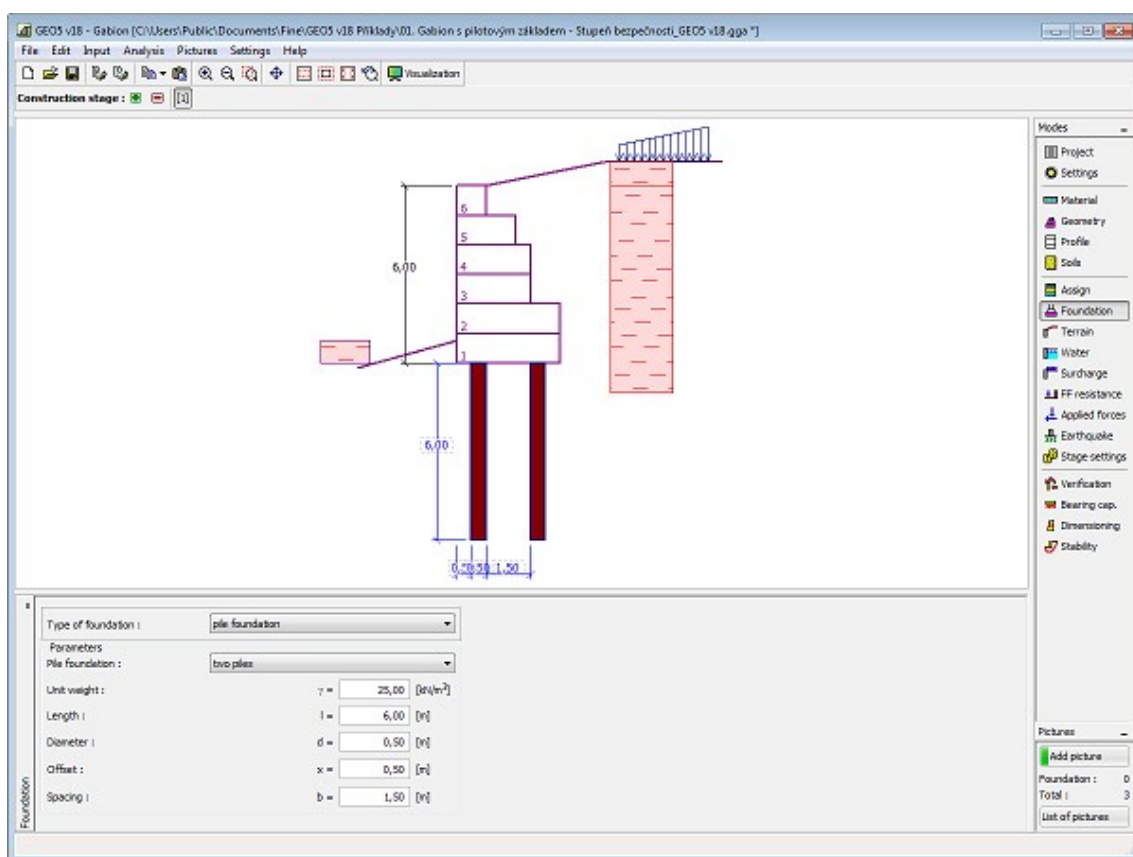 GEO5 v18 - Gabion [C:\Users\Public\Documents\Fine\GEO5 v18 Příklady\01. Gabion s pilotovým základem - Stupeň bezpečnosti_GEO5 v18.gga *]
File Edit Input Analysis Pictures Settings Help
Visualization
Construction stage : [1]
6,00
6
5
4
3
2
1
6,00
1,50
Type of foundation : pile foundation
Parameters
Pile foundation : two piles
Unit weight : γ = 25,00 [kN/m³]
Length : l = 6,00 [m]
Diameter : d = 0,50 [m]
Offset : x = 0,50 [m]
Spacing : b = 1,50 [m]
Foundation
Modes
Project
Settings
Material
Geometry
Profile
Soils
Assign
Foundation
Terrain
Water
Surcharge
FF resistance
Applied forces
Earthquake
Stage settings
Verification
Bearing cap.
Dimensioning
Stability
Pictures
Add picture
Foundation : 0
Total : 3
List of pictures